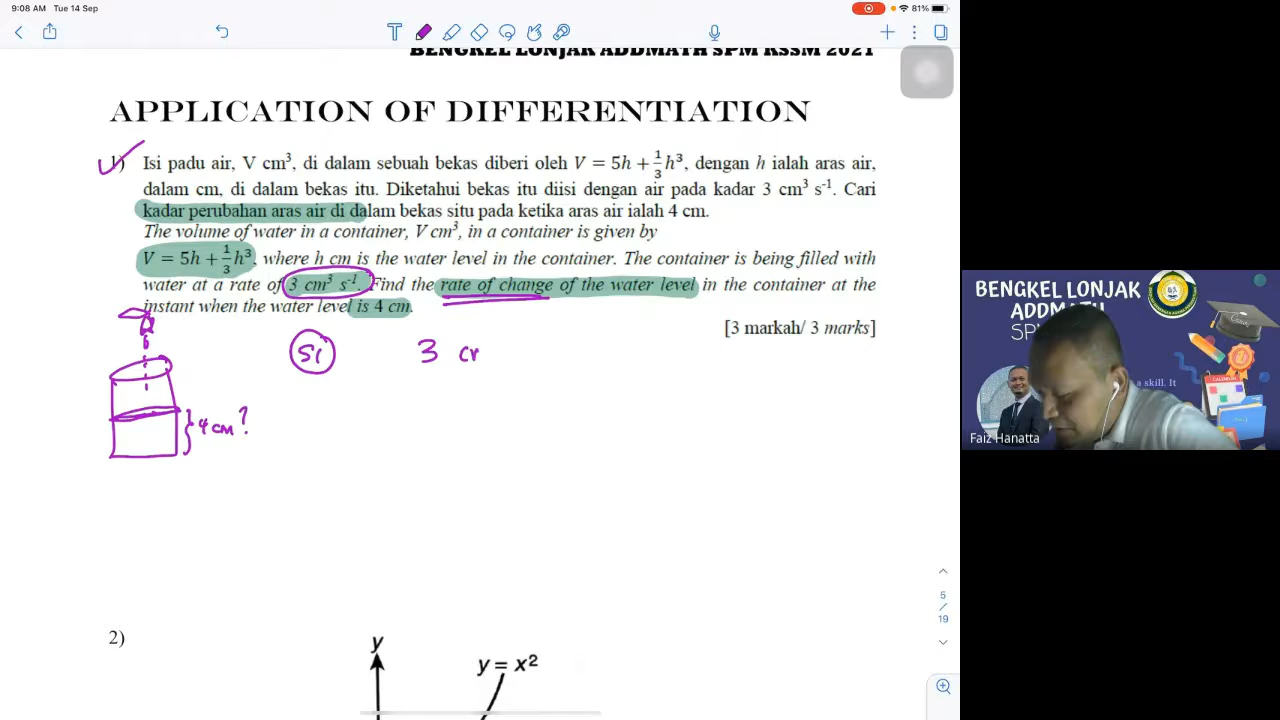 9:08 AM Tue 14 Sep
81%
BENGKEL LONJAK ADDMATH SPM KSSM 2021
APPLICATION OF DIFFERENTIATION
1) Isi padu air, V cm³, di dalam sebuah bekas diberi oleh V = 5h + 1/3 h³, dengan h ialah aras air,
dalam cm, di dalam bekas itu. Diketahui bekas itu diisi dengan air pada kadar 3 cm³ s⁻¹. Cari
kadar perubahan aras air di dalam bekas situ pada ketika aras air ialah 4 cm.
The volume of water in a container, V cm³, in a container is given by
V = 5h + 1/3 h³, where h cm is the water level in the container. The container is being filled with
water at a rate of 3 cm³ s⁻¹. Find the rate of change of the water level in the container at the
instant when the water level is 4 cm.
[3 markah/ 3 marks]
3 cr
4 cm?
5
/
19
2)
y
y = x²
BENGKEL LONJAK
ADDMATH
SPM
a skill. It
CALENDAR
Faiz Hanatta